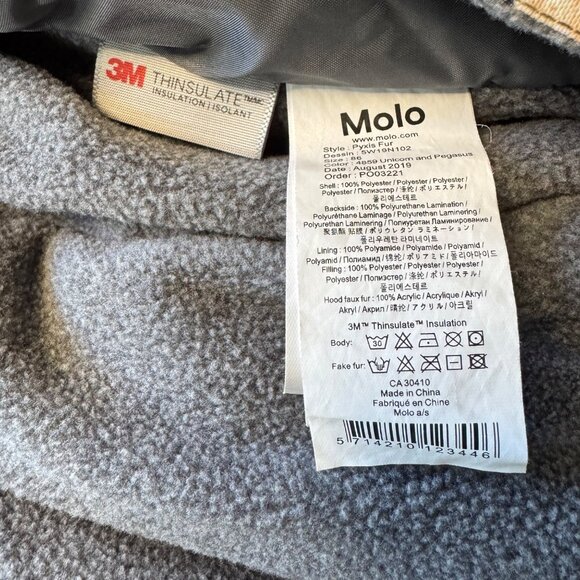 3M THINSULATE™MC
INSULATION | ISOLANT
Molo
www.molo.com
Style : Pyxis Fur
Dessin : 5W19N102
Size : 86
Color : 4859 Unicorn and Pegasus
Date : August 2019
Order : PO03221
Shell : 100% Polyester / Polyester / Polyester /
Polyester / Полиэстер / 涤纶 / ポリエステル /
폴리에스테르
Backside : 100% Polyurethane Lamination /
Polyuréthane Laminage / Polyurethan Laminering /
Polyurethan Laminering / Полиуретан Ламинирование /
聚氨酯 贴膜 / ポリウレタン ラミネーション /
폴리우레탄 라미네이트
Lining : 100% Polyamide / Polyamide / Polyamid /
Polyamid / Полиамид / 锦纶 / ポリアミド / 폴리아마이드
Filling : 100% Polyester / Polyester / Polyester /
Polyester / Полиэстер / 涤纶 / ポリエステル /
폴리에스테르
Hood faux fur : 100% Acrylic / Acrylique / Akryl /
Akryl / Акрил / 腈纶 / アクリル / 아크릴
3M™ Thinsulate™ Insulation
Body: 30
Fake fur:
CA 30410
Made in China
Fabriqué en Chine
Molo a/s
5 714210 123446